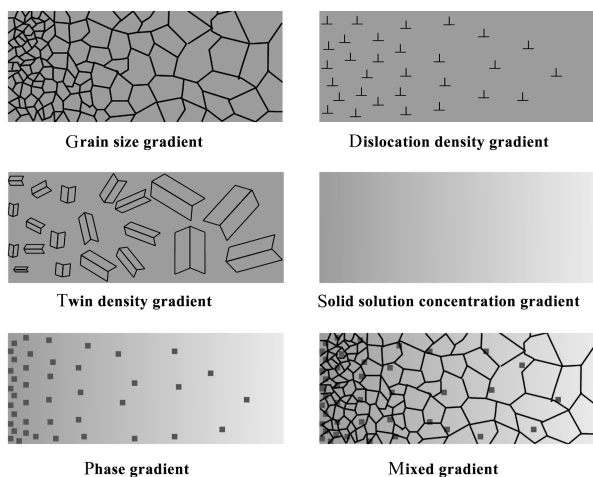 Grain size gradient
Dislocation density gradient
Twin density gradient
Solid solution concentration gradient
Phase gradient
Mixed gradient